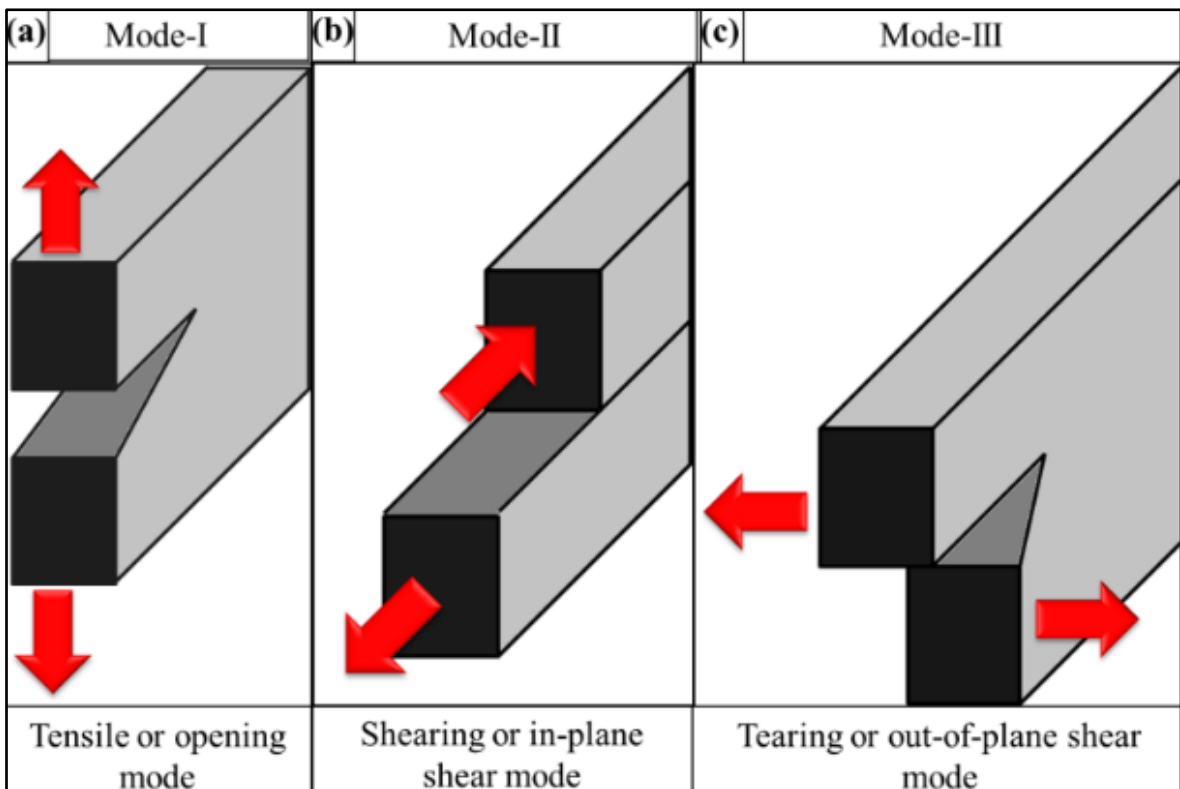 (a) Mode-I
(b) Mode-II
(c) Mode-III
Tensile or opening
mode
Shearing or in-plane
shear mode
Tearing or out-of-plane shear
mode